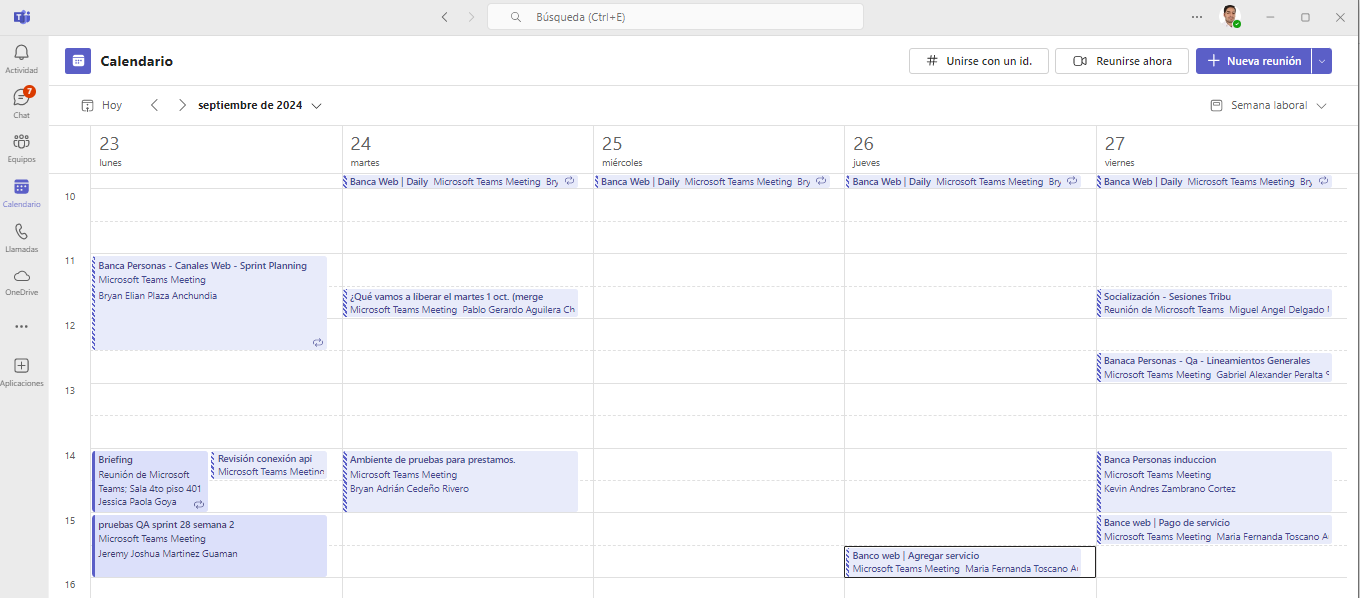 Búsqueda (Ctrl+E)
Actividad
7
Chat
Equipos
Calendario
Llamadas
OneDrive
Aplicaciones
Calendario
Unirse con un id.
Reunirse ahora
Nueva reunión
Hoy
septiembre de 2024
Semana laboral
23
lunes
24
martes
25
miércoles
26
jueves
27
viernes
10
11
12
13
14
15
16
Banca Personas - Canales Web - Sprint Planning
Microsoft Teams Meeting
Bryan Elian Plaza Anchundia
Briefing
Reunión de Microsoft
Teams; Sala 4to piso 401
Jessica Paola Goya
Revisión conexión api
Microsoft Teams Meeting
pruebas QA sprint 28 semana 2
Microsoft Teams Meeting
Jeremy Joshua Martinez Guaman
Banca Web | Daily Microsoft Teams Meeting Bry
¿Qué vamos a liberar el martes 1 oct. (merge
Microsoft Teams Meeting Pablo Gerardo Aguilera Ch
Ambiente de pruebas para prestamos.
Microsoft Teams Meeting
Bryan Adrián Cedeño Rivero
Banca Web | Daily Microsoft Teams Meeting Bry
Banca Web | Daily Microsoft Teams Meeting Bry
Banco web | Agregar servicio
Microsoft Teams Meeting Maria Fernanda Toscano
Banca Web | Daily Microsoft Teams Meeting Bry
Socialización - Sesiones Tribu
Reunión de Microsoft Teams Miguel Angel Delgado
Banaca Personas - Qa - Lineamientos Generales
Microsoft Teams Meeting Gabriel Alexander Peralta
Banca Personas induccion
Microsoft Teams Meeting
Kevin Andres Zambrano Cortez
Bance web | Pago de servicio
Microsoft Teams Meeting Maria Fernanda Toscano